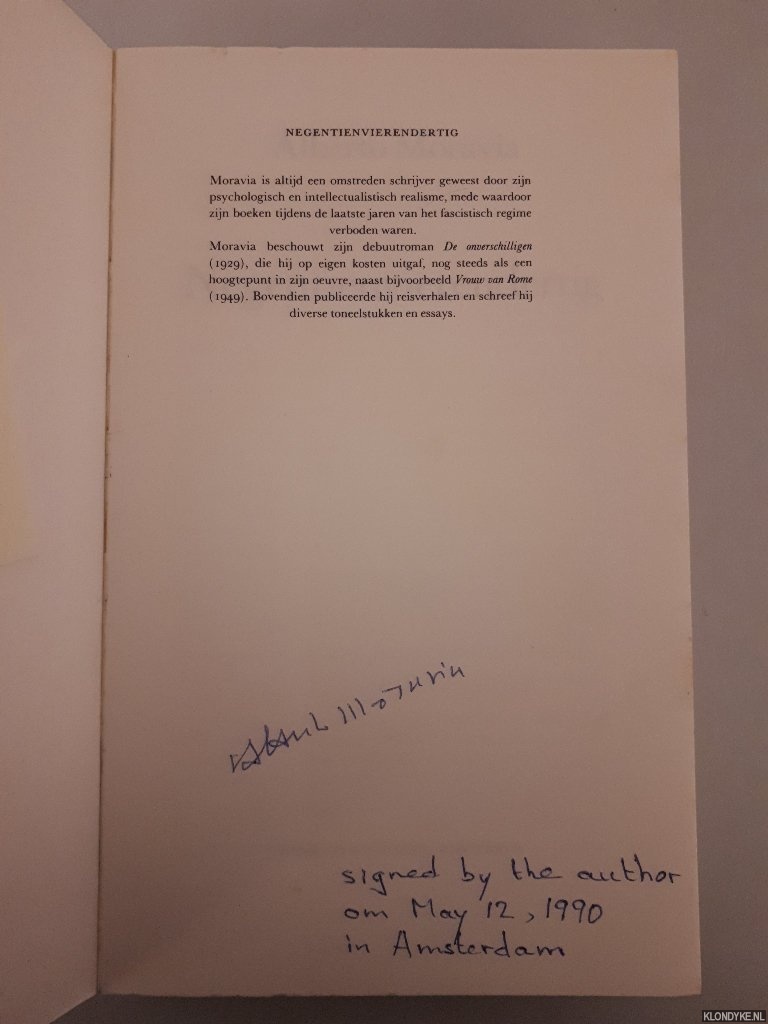 NEGENTIENVIERENDERTIG
Moravia is altijd een omstreden schrijver geweest door zijn
psychologisch en intellectualistisch realisme, mede waardoor
zijn boeken tijdens de laatste jaren van het fascistisch regime
verboden waren.
Moravia beschouwt zijn debuutroman De onverschilligen
(1929), die hij op eigen kosten uitgaf, nog steeds als een
hoogtepunt in zijn oeuvre, naast bijvoorbeeld Vrouw van Rome
(1949). Bovendien publiceerde hij reisverhalen en schreef hij
diverse toneelstukken en essays.
Moravia
signed by the author
om May 12, 1990
in Amsterdam
KLONDYKE.NL